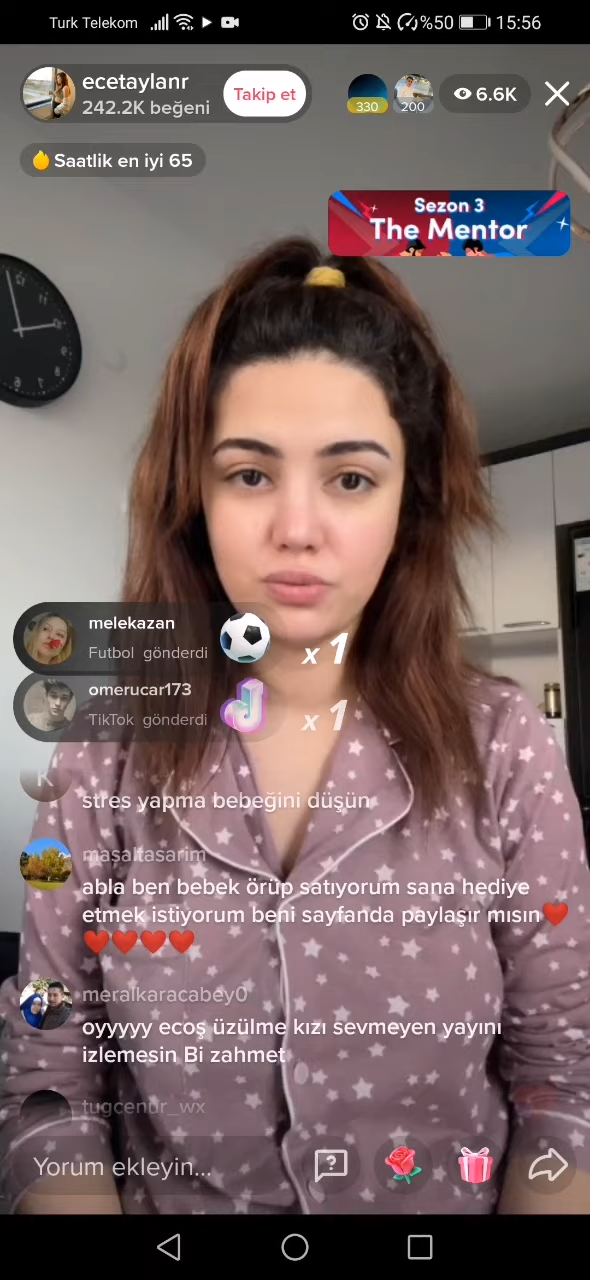 Turk Telekom
%50
15:56
ecetaylanr
242.2K beğeni
Takip et
330
200
6.6K
Saatlik en iyi 65
Sezon 3
The Mentor
melekazan
Futbol gönderdi
x 1
omerucar173
TikTok gönderdi
x 1
K
stres yapma bebeğini düşün
masaltasarim
abla ben bebek örüp satıyorum sana hediye
etmek istiyorum beni sayfanda paylaşır mısın❤️
❤️❤️❤️❤️
meralkaracabey0
oyyyyy ecoş üzülme kızı sevmeyen yayını
izlemesin Bi zahmet
tugcenur_wx
Yorum ekleyin...